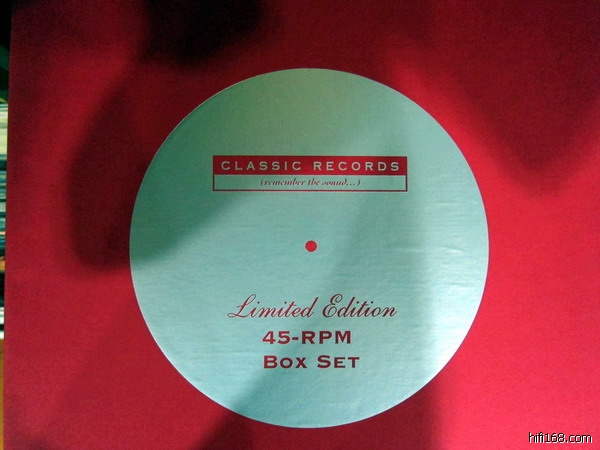 CLASSIC RECORDS
(remember the sound...)
Limited Edition
45-RPM
BOX SET
hifi168.com